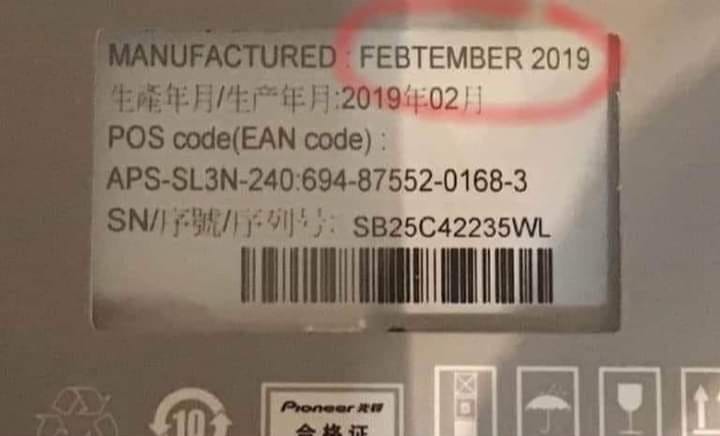 MANUFACTURED : FEBTEMBER 2019
生產年月/生产年月:2019年02月
POS code(EAN code) :
APS-SL3N-240:694-87552-0168-3
SN/序號/序列号: SB25C42235WL
10
Pioneer 先锋
合格证